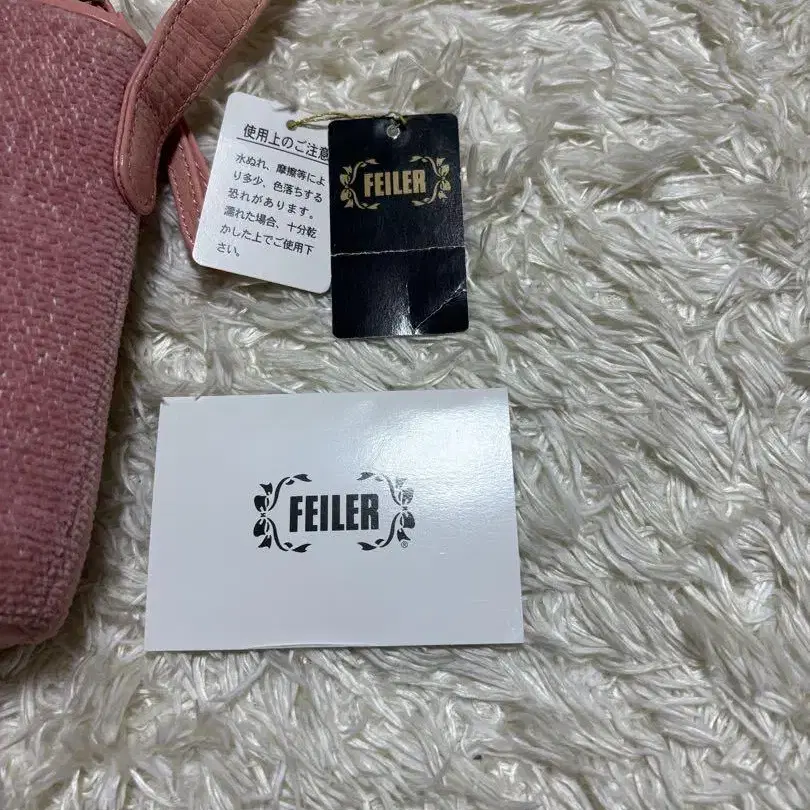 使用上のご注意
水ぬれ、摩擦等によ
り多少、色落ちする
恐れがあります。
濡れた場合、十分乾
かした上でご使用下
さい。
FEILER
FEILER
®